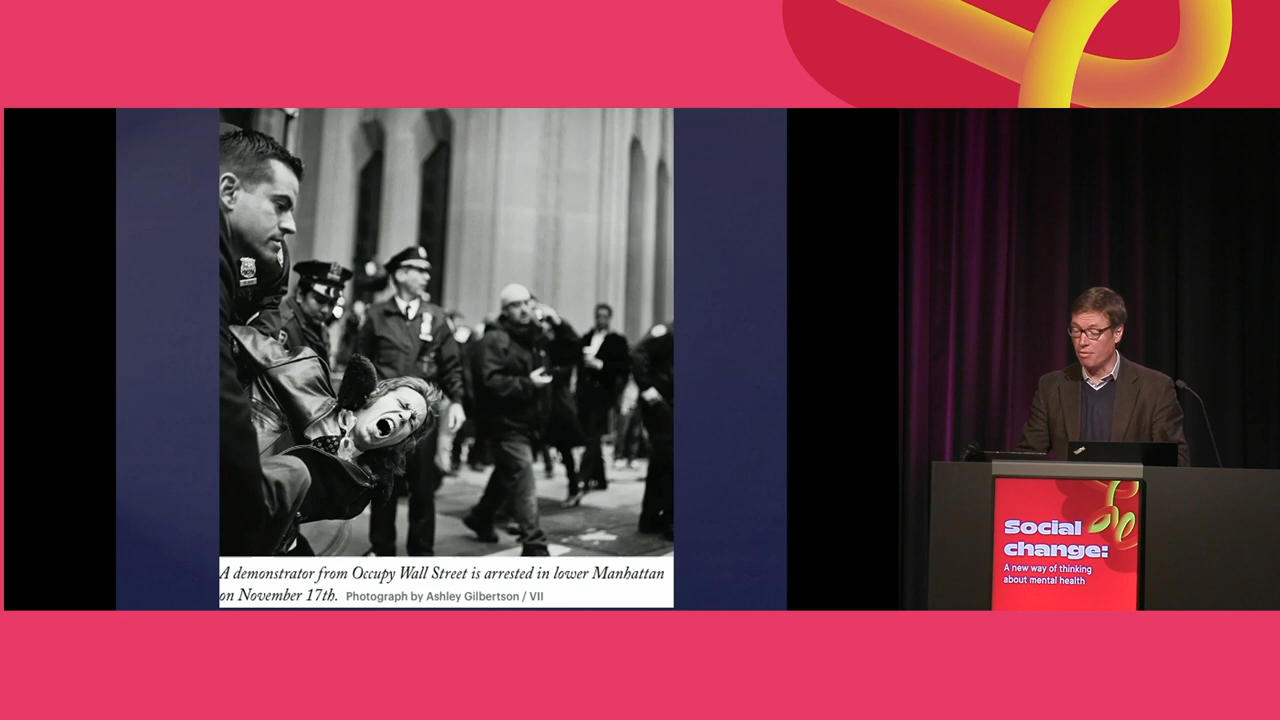 A demonstrator from Occupy Wall Street is arrested in lower Manhattan
on November 17th. Photograph by Ashley Gilbertson / VII
Social
change:
A new way of thinking
about mental health